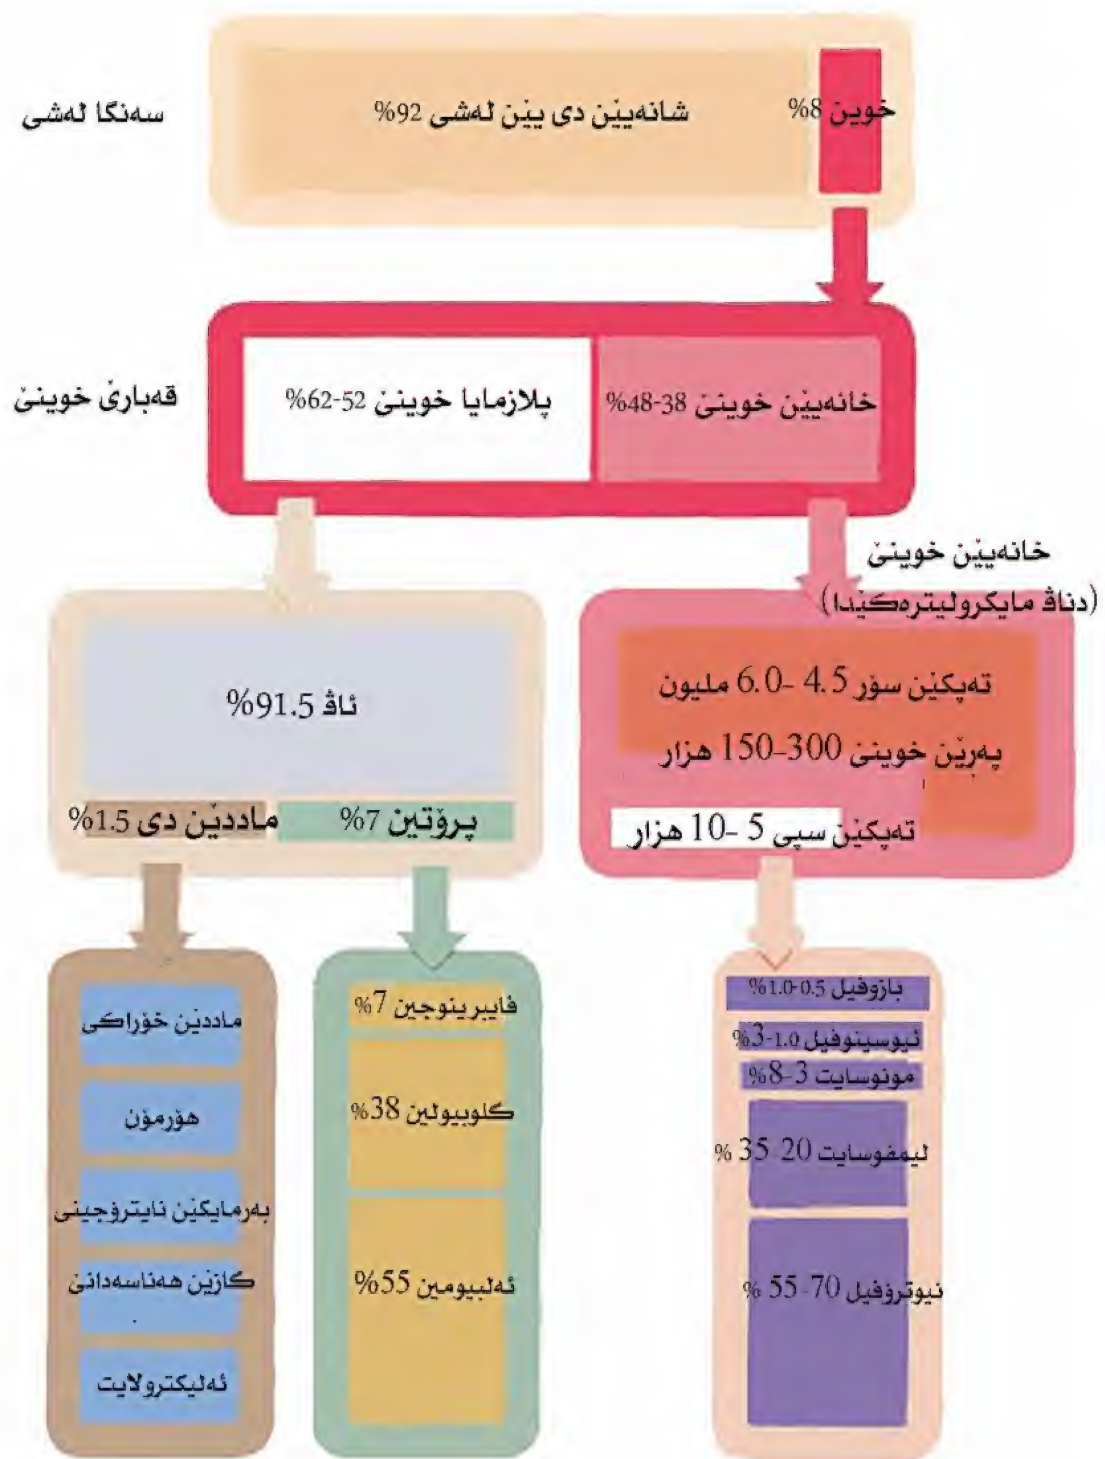 خوین 8%
شانەیێن دی یێن لەشی 92%
سەنگا لەشی
خانەیێن خوینێ 38-48%
پلازمایا خوینێ 52-62%
قەبارێ خوینێ
خانەیێن خوینێ
(دناڤ مایکرولیترەکێدا)
تەپکێن سۆر 4.5 -6.0 ملیون
پەڕێن خوینێ 300-150 هزار
تەپکێن سپی 5 -10 هزار
ئاڤ 91.5%
پرۆتین 7%
ماددێن دی 1.5%
بازوفیل 0.5-1.0%
ئیوسینوفیل 1.0-3%
مونوسایت 3-8%
لیمفوسایت 20-35 %
نیوترۆفیل 70-55 %
فایبرینوجین 7%
گلوبیولین 38%
ئەلبیومین 55%
ماددێن خۆراکی
هۆرمۆن
بەرمایکێن نایترۆجینی
گازێن هەناسەدانێ
ئەلیکترولایت